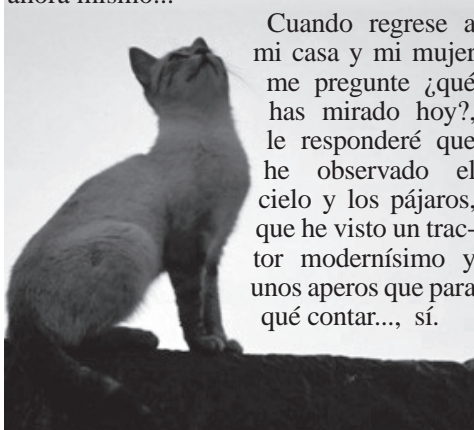 ahora mismo...
Cuando regrese a
mi casa y mi mujer
me pregunte ¿qué
has mirado hoy?,
le responderé que
he observado el
cielo y los pájaros,
que he visto un trac-
tor modernísimo y
unos aperos que para
qué contar..., sí.